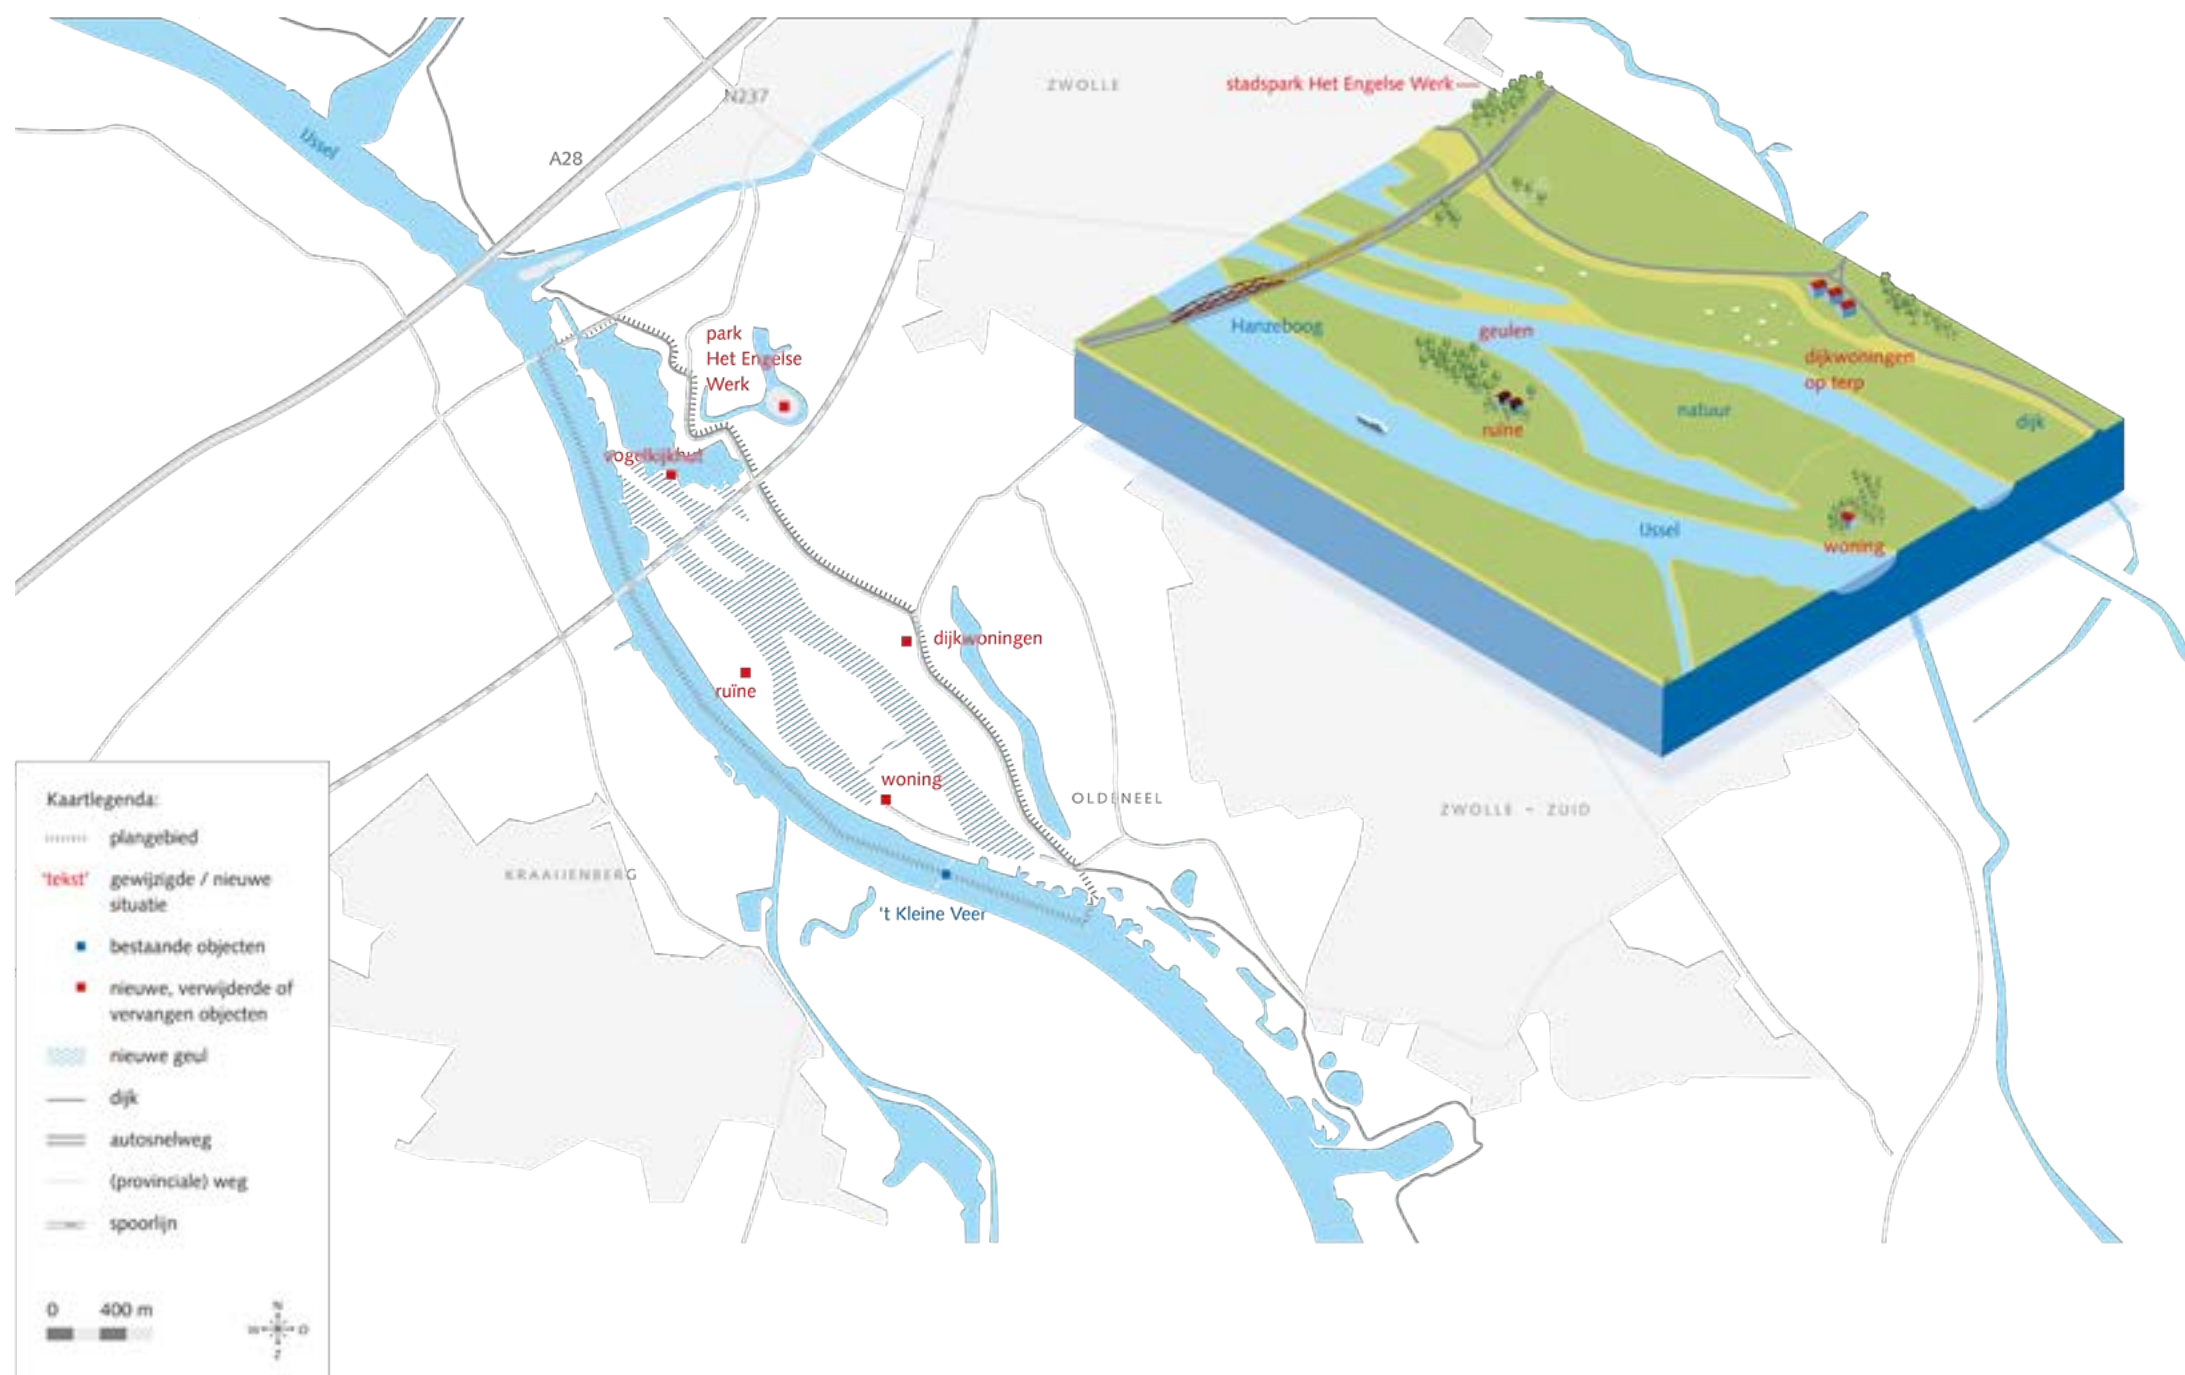 IJssel
A28
N237
ZWOLLE
stadspark Het Engelse Werk
park
Het Engelse
Werk
vogelkijkhut
dijkwoningen
ruïne
woning
OLDENEEL
KRAAIJENBERG
't Kleine Veer
ZWOLLE - ZUID
Hanzeboog
geulen
dijkwoningen
op terp
natuur
dijk
ruïne
IJssel
woning
Kaartlegenda:
plangebied
'tekst' gewijzigde / nieuwe
situatie
bestaande objecten
nieuwe, verwijderde of
vervangen objecten
nieuwe geul
dijk
autosnelweg
(provinciale) weg
spoorlijn
0 400 m
N
W O
Z